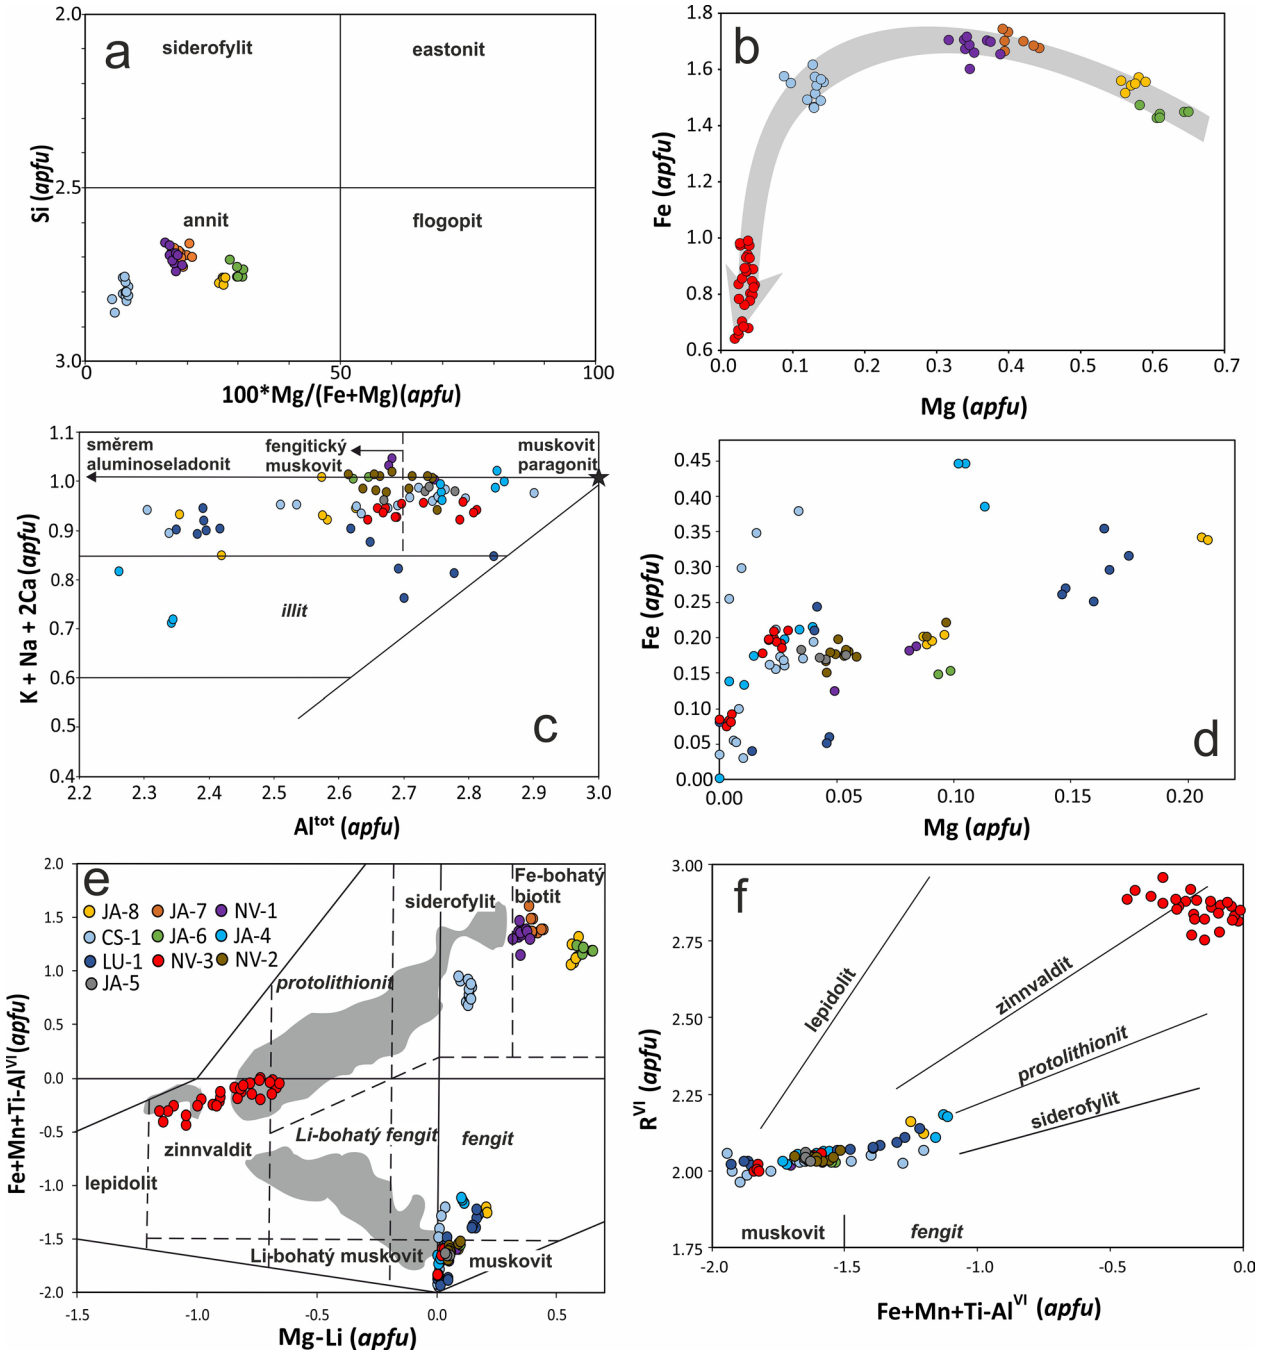 a
siderofylit
eastonit
annit
flogopit
2.0
2.5
3.0
Si (apfu)
0
50
100
100*Mg/(Fe+Mg)(apfu)
b
1.8
1.6
1.4
1.2
1.0
0.8
0.6
Fe (apfu)
0.0
0.1
0.2
0.3
0.4
0.5
0.6
0.7
Mg (apfu)
směrem
aluminoseladonit
fengitický
muskovit
muskovit
paragonit
illit
c
1.1
1.0
0.9
0.8
0.7
0.6
0.5
0.4
K + Na + 2Ca (apfu)
2.2
2.3
2.4
2.5
2.6
2.7
2.8
2.9
3.0
Altot (apfu)
d
0.45
0.40
0.35
0.30
0.25
0.20
0.15
0.10
0.05
0.00
Fe (apfu)
0.00
0.05
0.10
0.15
0.20
Mg (apfu)
e
JA-8
JA-7
NV-1
CS-1
JA-6
JA-4
LU-1
NV-3
NV-2
JA-5
siderofylit
Fe-bohatý
biotit
protolithionit
zinnvaldit
Li-bohatý fengit
fengit
lepidolit
Li-bohatý muskovit
muskovit
2.0
1.5
1.0
0.5
0.0
-0.5
-1.0
-1.5
-2.0
Fe+Mn+Ti-AlVI (apfu)
-1.5
-1.0
-0.5
0.0
0.5
Mg-Li (apfu)
f
lepidolit
zinnvaldit
protolithionit
siderofylit
muskovit
fengit
3.00
2.75
2.50
2.25
2.00
1.75
RVI (apfu)
-2.0
-1.5
-1.0
-0.5
0.0
Fe+Mn+Ti-AlVI (apfu)